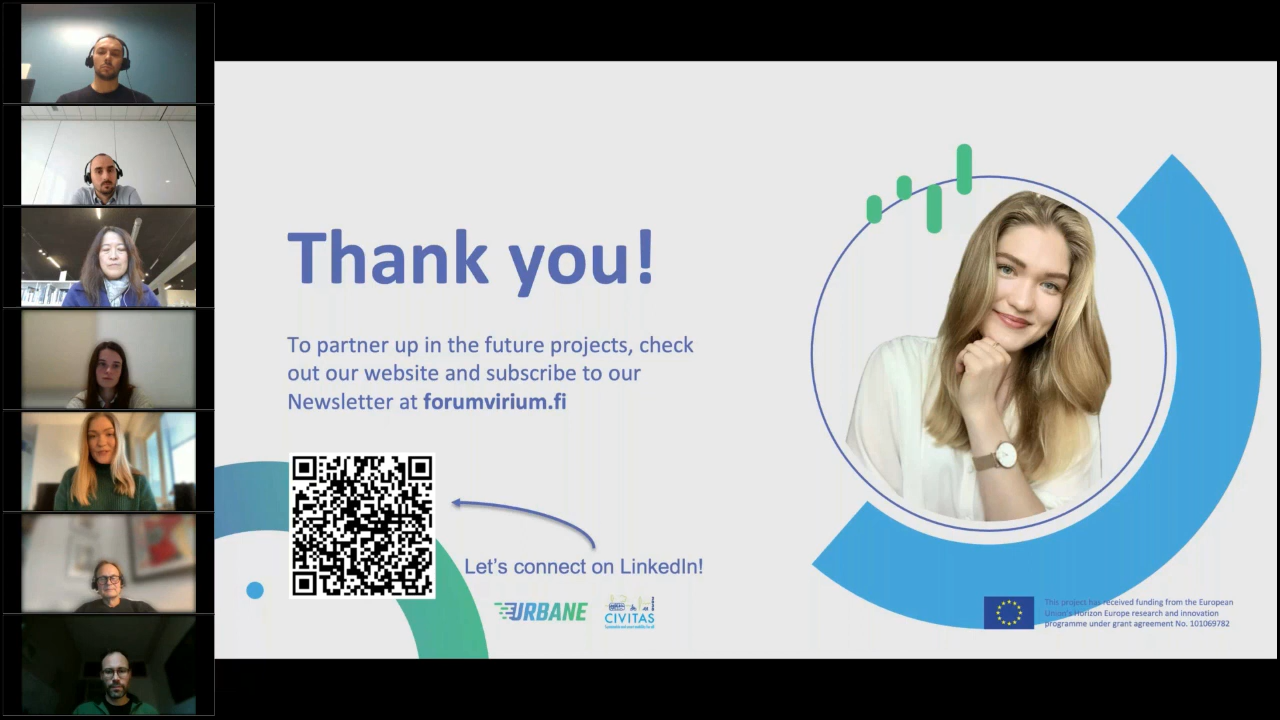 Thank you!
To partner up in the future projects, check
out our website and subscribe to our
Newsletter at forumvirium.fi
Let's connect on LinkedIn!
URBANE
CIVITAS
This project has received funding from the European
Union's Horizon Europe research and innovation
programme under grant agreement No. 101069782